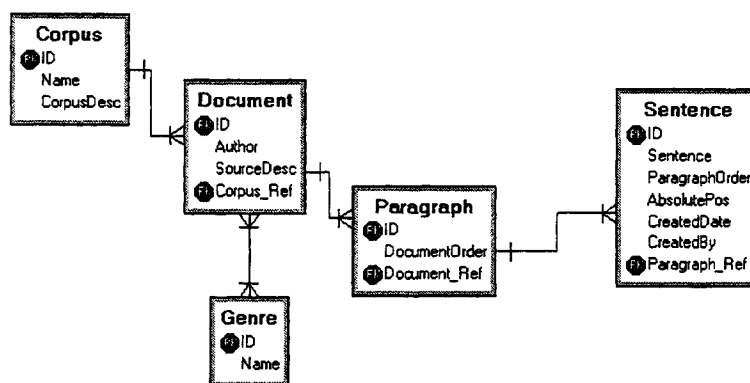 Corpus
ID
Name
CorpusDesc
Document
ID
Author
SourceDesc
Corpus_Ref
Paragraph
ID
DocumentOrder
Document_Ref
Sentence
ID
Sentence
ParagraphOrder
AbsolutePos
CreatedDate
CreatedBy
Paragraph_Ref
Genre
ID
Name